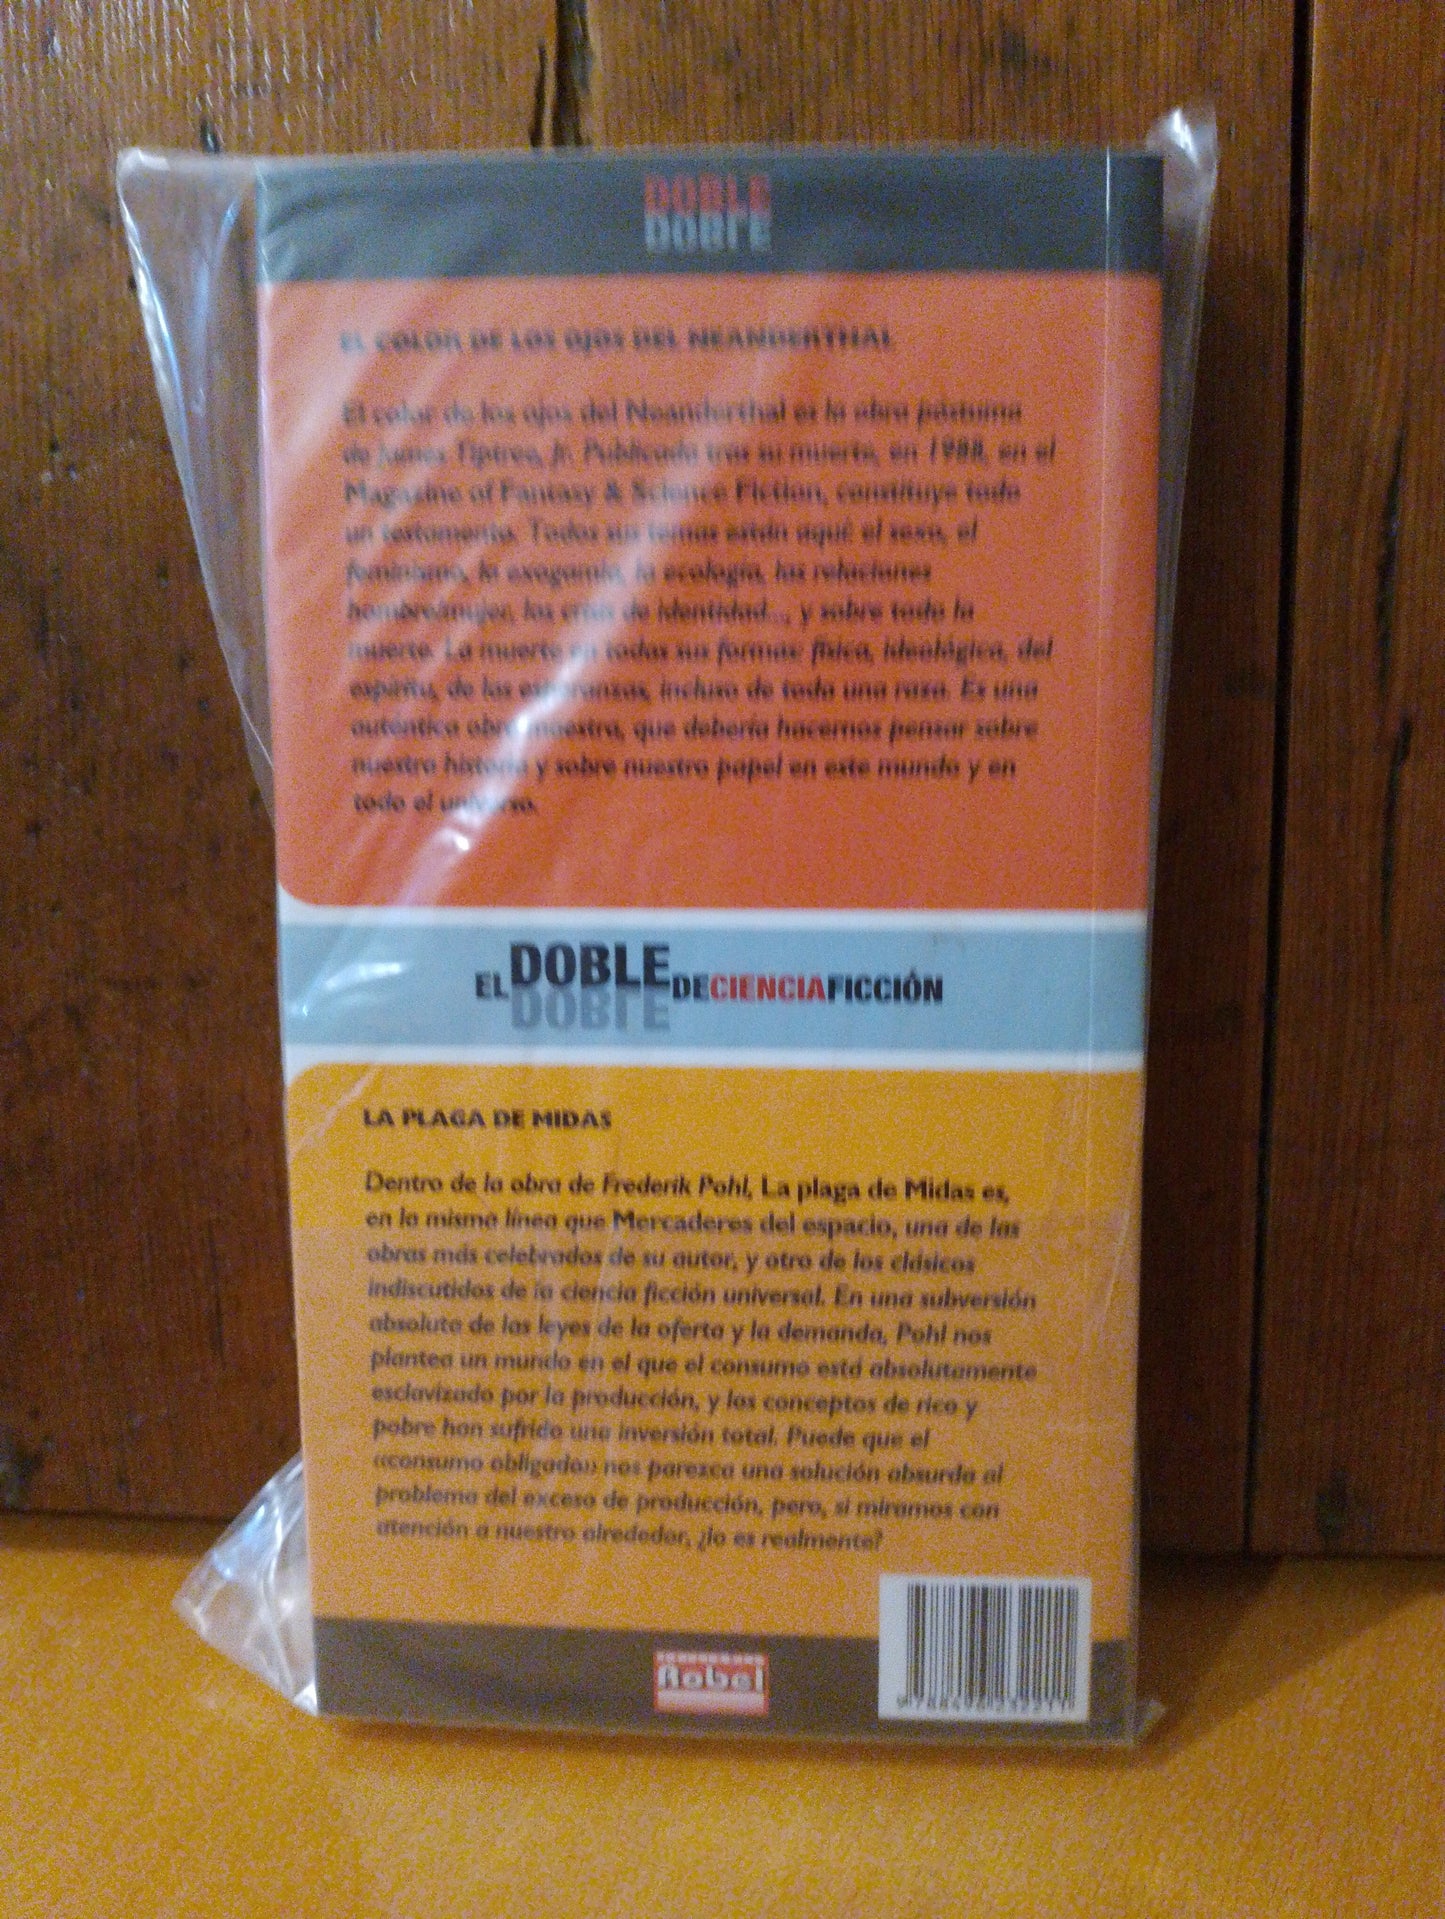 DOBLE
EL COLOR DE LOS OJOS DEL NEANDERTHAL
El color de los ojos del Neanderthal es la obra póstuma
de James Tiptree, Jr. Publicada tras su muerte, en 1988, en el
Magazine of Fantasy & Science Fiction, constituye todo
un testamento. Todos sus temas están aquí: el sexo, el
feminismo, la exogamia, la ecología, las relaciones
hombre/mujer, las crisis de identidad..., y sobre todo la
muerte. La muerte en todas sus formas: física, ideológica, del
espíritu, de las esperanzas, incluso de toda una raza. Es una
auténtica obra maestra, que debería hacernos pensar sobre
nuestra historia y sobre nuestro papel en este mundo y en
todo el universo.
EL DOBLE DE CIENCIA FICCIÓN
LA PLAGA DE MIDAS
Dentro de la obra de Frederik Pohl, La plaga de Midas es,
en la misma línea que Mercaderes del espacio, una de las
obras más celebradas de su autor, y otro de los clásicos
indiscutidos de la ciencia ficción universal. En una subversión
absoluta de las leyes de la oferta y la demanda, Pohl nos
plantea un mundo en el que el consumo está absolutamente
esclavizado por la producción, y los conceptos de rico y
pobre han sufrido una inversión total. Puede que el
«consumo obligado» nos parezca una solución absurda al
problema del exceso de producción, pero, si miramos con
atención a nuestro alrededor, ¿lo es realmente?
Robel